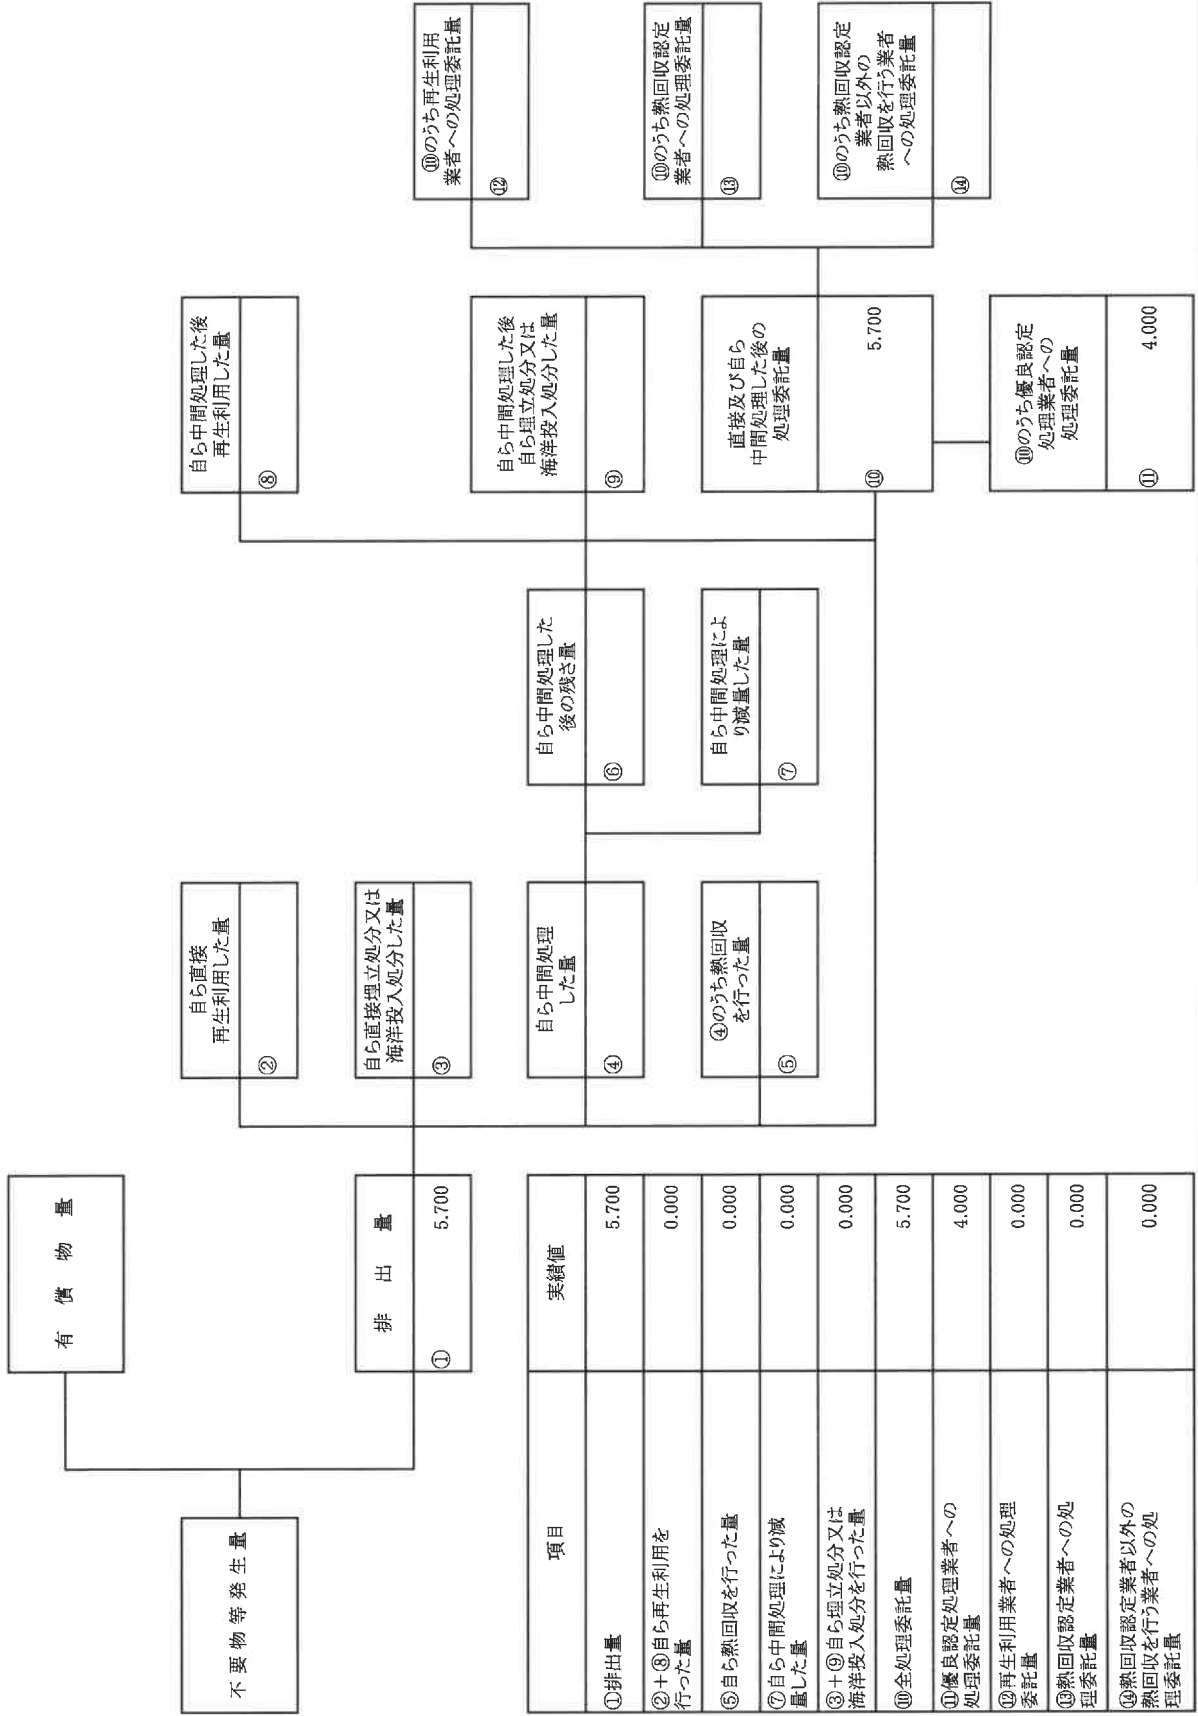 不要物等発生量
有償物量
排出量
① 5.700
自ら直接
再生利用した量
②
自ら直接埋立処分又は
海洋投入処分した量
③
自ら中間処理
した量
④
④のうち熱回収
を行った量
⑤
自ら中間処理した
後の残さ量
⑥
自ら中間処理によ
り減量した量
⑦
自ら中間処理した後
再生利用した量
⑧
自ら中間処理した後
自ら埋立処分又は
海洋投入処分した量
⑨
直接及び自ら
中間処理した後の
処理委託量
⑩ 5.700
⑩のうち優良認定
処理業者への
処理委託量
⑪ 4.000
⑩のうち再生利用
業者への処理委託量
⑫
⑩のうち熱回収認定
業者への処理委託量
⑬
⑩のうち熱回収認定
業者以外の
熱回収を行う業者
への処理委託量
⑭
項目 実績値
①排出量 5.700
②+⑧自ら再生利用を
行った量 0.000
⑤自ら熱回収を行った量 0.000
⑦自ら中間処理により減
量した量 0.000
③+⑨自ら埋立処分又は
海洋投入処分を行った量 0.000
⑩全処理委託量 5.700
⑪優良認定処理業者への
処理委託量 4.000
⑫再生利用業者への処理
委託量 0.000
⑬熱回収認定業者への処
理委託量 0.000
⑭熱回収認定業者以外の
熱回収を行う業者への処
理委託量 0.000